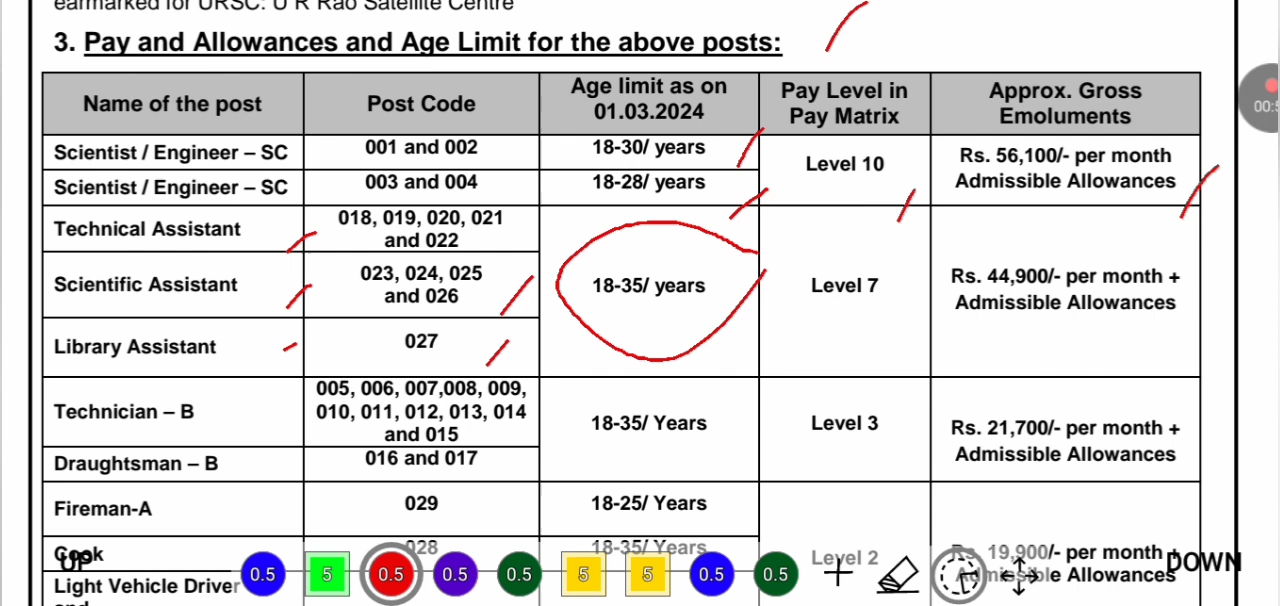 earmarked for URSC: U R Rao Satellite Centre
3. Pay and Allowances and Age Limit for the above posts:
Name of the post
Post Code
Age limit as on
01.03.2024
Pay Level in
Pay Matrix
Approx. Gross
Emoluments
Scientist / Engineer – SC
001 and 002
18-30/ years
Level 10
Rs. 56,100/- per month
Admissible Allowances
Scientist / Engineer – SC
003 and 004
18-28/ years
Technical Assistant
018, 019, 020, 021
and 022
18-35/ years
Level 7
Rs. 44,900/- per month +
Admissible Allowances
Scientific Assistant
023, 024, 025
and 026
Library Assistant
027
Technician – B
005, 006, 007,008, 009,
010, 011, 012, 013, 014
and 015
18-35/ Years
Level 3
Rs. 21,700/- per month +
Admissible Allowances
Draughtsman – B
016 and 017
Fireman-A
029
18-25/ Years
Level 2
Rs. 19,900/- per month +
Admissible Allowances
Cook
028
18-35/ Years
Light Vehicle Driver
and
UP
0.5
5
0.5
0.5
0.5
5
5
0.5
0.5
DOWN